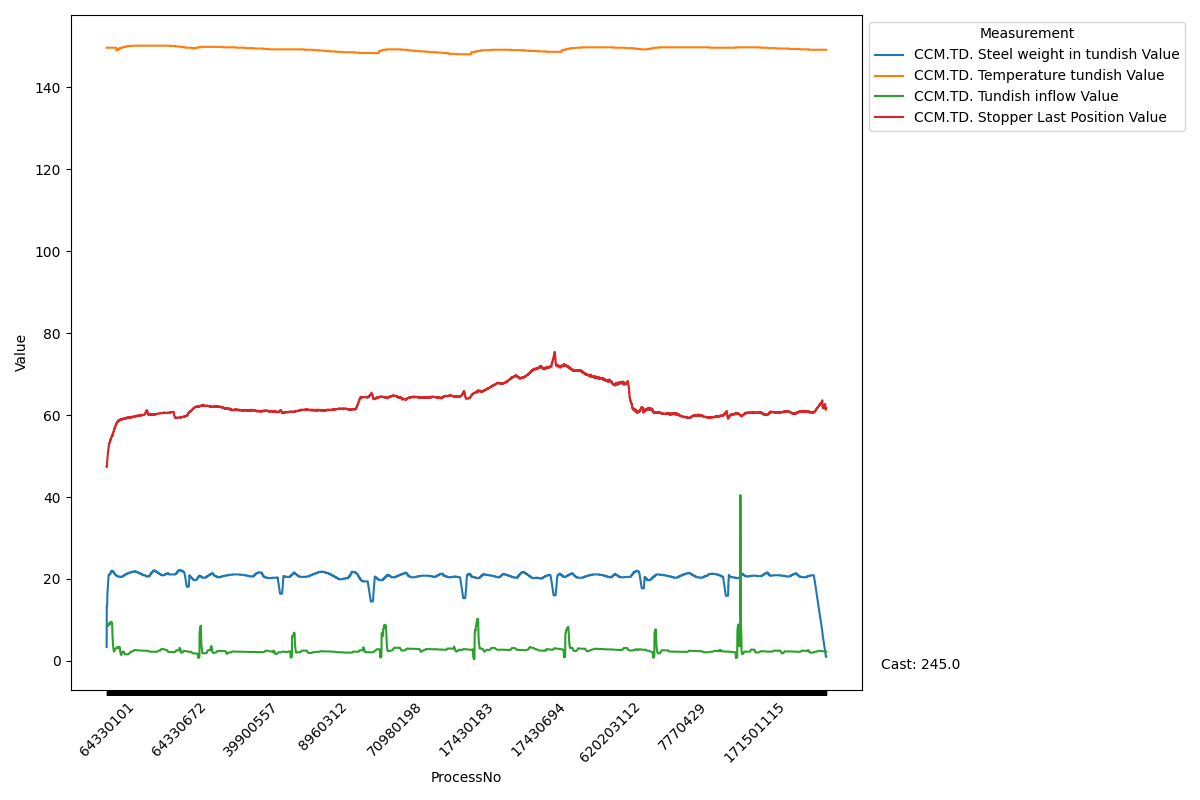 Measurement
CCM.TD. Steel weight in tundish Value
CCM.TD. Temperature tundish Value
CCM.TD. Tundish inflow Value
CCM.TD. Stopper Last Position Value
140
120
100
80
60
40
20
0
Value
Cast: 245.0
64330101
64330672
39900557
8960312
70980198
17430183
17430694
620203112
7770429
171501115
ProcessNo